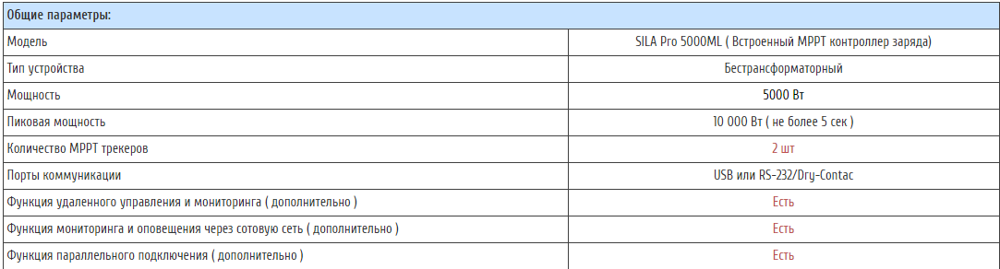 Общие параметры:
Модель SILA Pro 5000ML ( Встроенный МРРТ контроллер заряда)
Тип устройства Бестрансформаторный
Мощность 5000 Вт
Пиковая мощность 10 000 Вт ( не более 5 сек )
Количество МРРТ трекеров 2 шт
Порты коммуникации USB или RS-232/Dry-Contac
Функция удаленного управления и мониторинга ( дополнительно ) Есть
Функция мониторинга и оповещения через сотовую сеть ( дополнительно ) Есть
Функция параллельного подключения ( дополнительно ) Есть